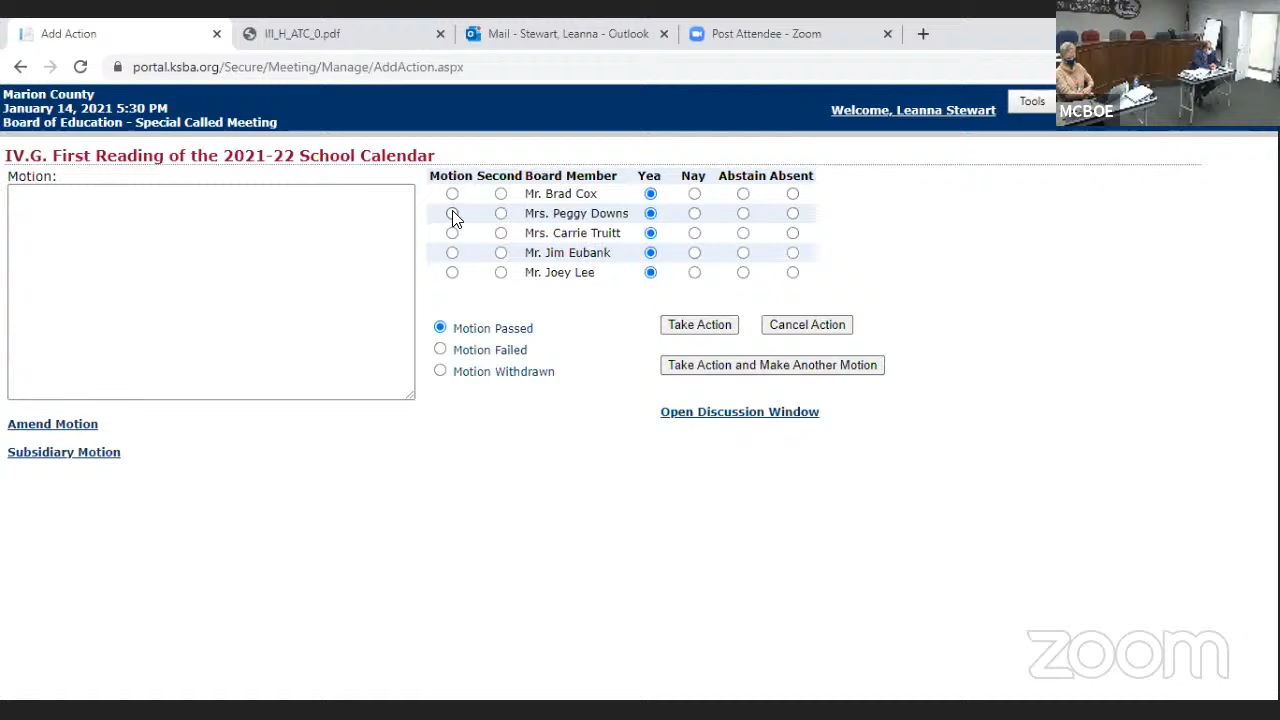 Add Action
III_H_ATC_0.pdf
Mail - Stewart, Leanna - Outlook
Post Attendee - Zoom
portal.ksba.org/Secure/Meeting/Manage/AddAction.aspx
Marion County
January 14, 2021 5:30 PM
Board of Education - Special Called Meeting
Welcome, Leanna Stewart
Tools
MCBOE
IV.G. First Reading of the 2021-22 School Calendar
Motion:
Motion Second Board Member Yea Nay Abstain Absent
Mr. Brad Cox
Mrs. Peggy Downs
Mrs. Carrie Truitt
Mr. Jim Eubank
Mr. Joey Lee
Motion Passed
Motion Failed
Motion Withdrawn
Take Action
Cancel Action
Take Action and Make Another Motion
Open Discussion Window
Amend Motion
Subsidiary Motion
zoom